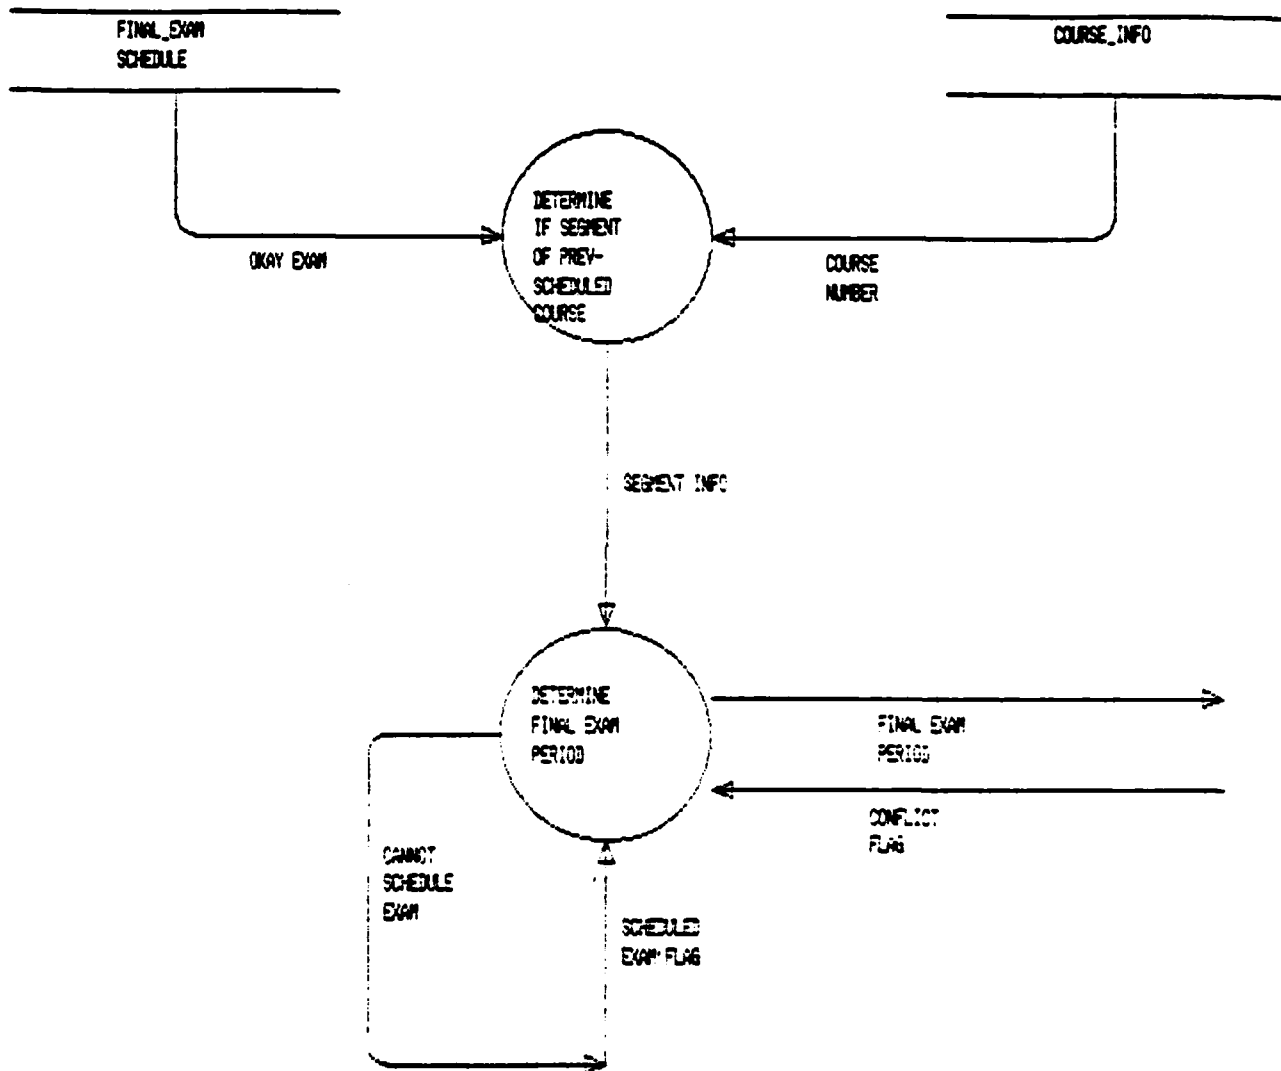 FINAL_EXAM
SCHEDULE
COURSE_INFO
DETERMINE
IF SEGMENT
OF PREV-
SCHEDULED
COURSE
OKAY EXAM
COURSE
NUMBER
SEGMENT INFO
DETERMINE
FINAL EXAM
PERIOD
FINAL EXAM
PERIOD
CONFLICT
FLAG
CANNOT
SCHEDULE
EXAM
SCHEDULED
EXAM FLAG